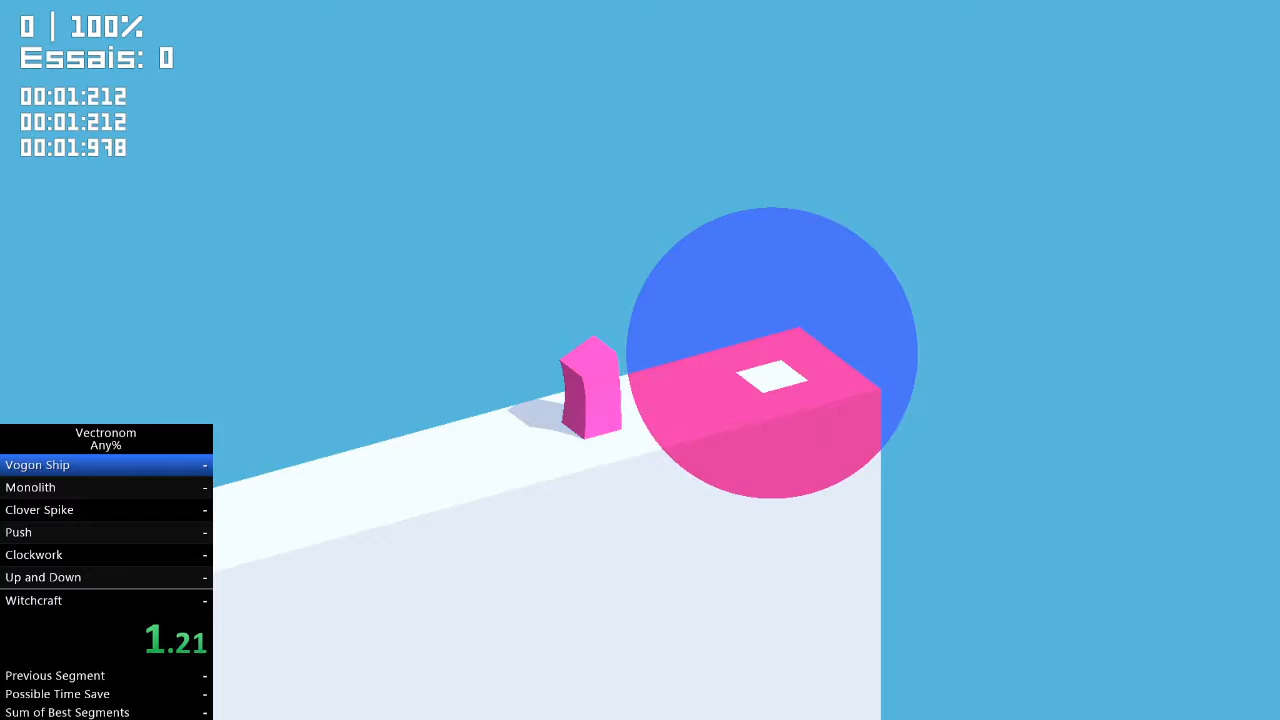 0 | 100%
Essais: 0
00:01:212
00:01:212
00:01:978
Vectronom
Any%
Vogon Ship -
Monolith -
Clover Spike -
Push -
Clockwork -
Up and Down -
Witchcraft -
1.21
Previous Segment -
Possible Time Save -
Sum of Best Segments -